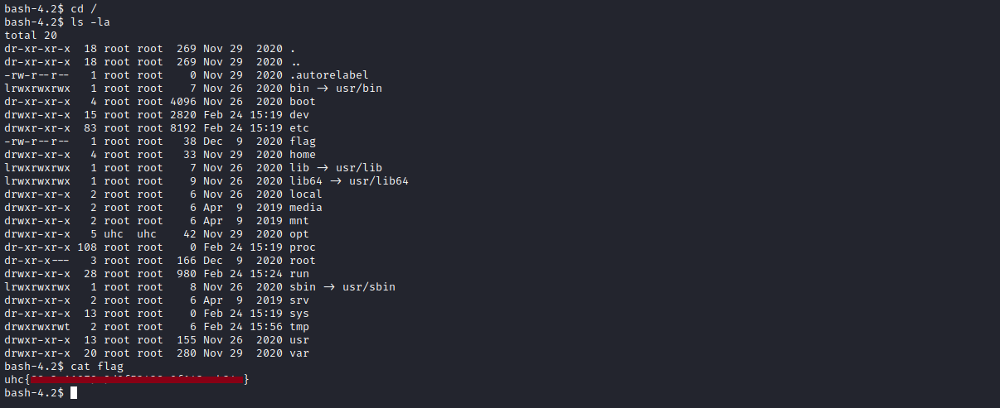 bash-4.2$ cd /
bash-4.2$ ls -la
total 20
dr-xr-xr-x  18 root root  269 Nov 29  2020 .
dr-xr-xr-x  18 root root  269 Nov 29  2020 ..
-rw-r--r--   1 root root    0 Nov 29  2020 .autorelabel
lrwxrwxrwx   1 root root    7 Nov 26  2020 bin -> usr/bin
dr-xr-xr-x   4 root root 4096 Nov 26  2020 boot
drwxr-xr-x  15 root root 2820 Feb 24 15:19 dev
drwxr-xr-x  83 root root 8192 Feb 24 15:19 etc
-rw-r--r--   1 root root   38 Dec  9  2020 flag
drwxr-xr-x   4 root root   33 Nov 29  2020 home
lrwxrwxrwx   1 root root    7 Nov 26  2020 lib -> usr/lib
lrwxrwxrwx   1 root root    9 Nov 26  2020 lib64 -> usr/lib64
drwxr-xr-x   2 root root    6 Nov 26  2020 local
drwxr-xr-x   2 root root    6 Apr  9  2019 media
drwxr-xr-x   2 root root    6 Apr  9  2019 mnt
drwxr-xr-x   5 uhc  uhc    42 Nov 29  2020 opt
dr-xr-xr-x 108 root root    0 Feb 24 15:19 proc
dr-xr-x---   3 root root  166 Dec  9  2020 root
drwxr-xr-x  28 root root  980 Feb 24 15:24 run
lrwxrwxrwx   1 root root    8 Nov 26  2020 sbin -> usr/sbin
drwxr-xr-x   2 root root    6 Apr  9  2019 srv
dr-xr-xr-x  13 root root    0 Feb 24 15:19 sys
drwxrwxrwt   2 root root    6 Feb 24 15:56 tmp
drwxr-xr-x  13 root root  155 Nov 26  2020 usr
drwxr-xr-x  20 root root  280 Nov 29  2020 var
bash-4.2$ cat flag
uhc{}
bash-4.2$